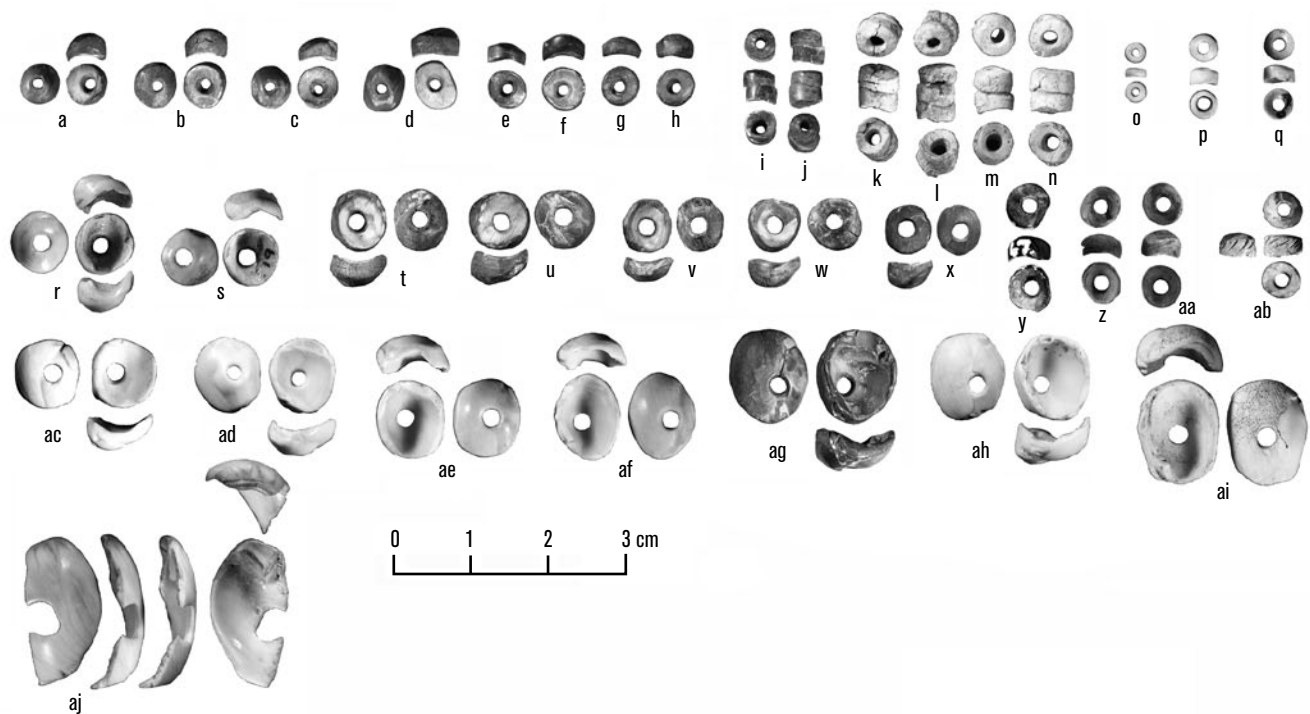 a b c d e f g h
i j k l m n
o p q
r s t u v w x
y z aa ab
ac ad ae af ag ah ai
0 1 2 3 cm
aj